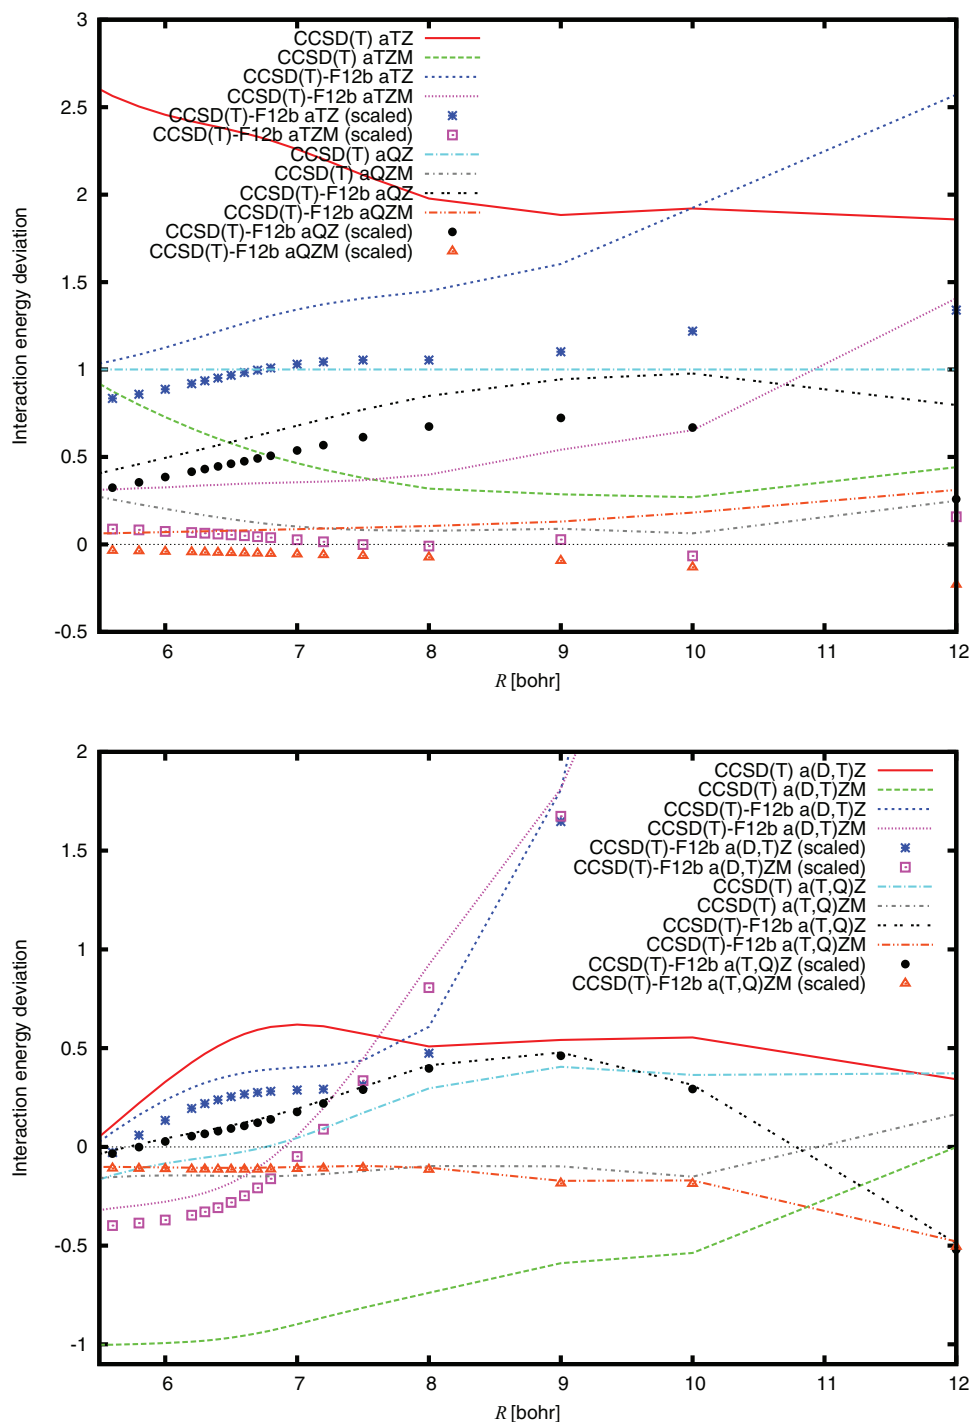 3
2.5
2
1.5
1
0.5
0
-0.5
Interaction energy deviation
CCSD(T) aTZ
CCSD(T) aTZM
CCSD(T)-F12b aTZ
CCSD(T)-F12b aTZM
CCSD(T)-F12b aTZ (scaled)
CCSD(T)-F12b aTZM (scaled)
CCSD(T) aQZ
CCSD(T) aQZM
CCSD(T)-F12b aQZ
CCSD(T)-F12b aQZM
CCSD(T)-F12b aQZ (scaled)
CCSD(T)-F12b aQZM (scaled)
6 7 8 9 10 11 12
R [bohr]
2
1.5
1
0.5
0
-0.5
-1
Interaction energy deviation
CCSD(T) a(D,T)Z
CCSD(T) a(D,T)ZM
CCSD(T)-F12b a(D,T)Z
CCSD(T)-F12b a(D,T)ZM
CCSD(T)-F12b a(D,T)Z (scaled)
CCSD(T)-F12b a(D,T)ZM (scaled)
CCSD(T) a(T,Q)Z
CCSD(T) a(T,Q)ZM
CCSD(T)-F12b a(T,Q)Z
CCSD(T)-F12b a(T,Q)ZM
CCSD(T)-F12b a(T,Q)Z (scaled)
CCSD(T)-F12b a(T,Q)ZM (scaled)
6 7 8 9 10 11 12
R [bohr]